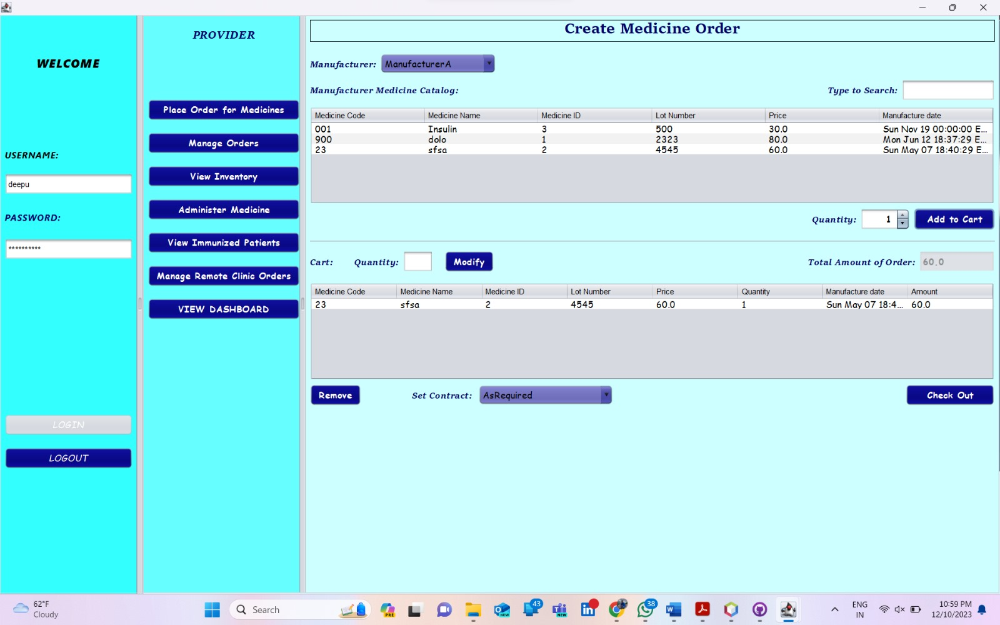 WELCOME
USERNAME:
deepu
PASSWORD:
**********
LOGIN
LOGOUT
PROVIDER
Place Order for Medicines
Manage Orders
View Inventory
Administer Medicine
View Immunized Patients
Manage Remote Clinic Orders
VIEW DASHBOARD
Create Medicine Order
Manufacturer: ManufacturerA
Manufacturer Medicine Catalog: Type to Search:
Medicine Code Medicine Name Medicine ID Lot Number Price Manufacture date
001 Insulin 3 500 30.0 Sun Nov 19 00:00:00 E...
900 dolo 1 2323 80.0 Mon Jun 12 18:37:29 E...
23 sfsa 2 4545 60.0 Sun May 07 18:40:29 E...
Quantity: 1 Add to Cart
Cart: Quantity: Modify Total Amount of Order: 60.0
Medicine Code Medicine Name Medicine ID Lot Number Price Quantity Manufacture date Amount
23 sfsa 2 4545 60.0 1 Sun May 07 18:4... 60.0
Remove Set Contract: AsRequired Check Out
62°F
Cloudy
Search
PRE
NEW
43
NEW
38
ENG
IN
10:59 PM
12/10/2023